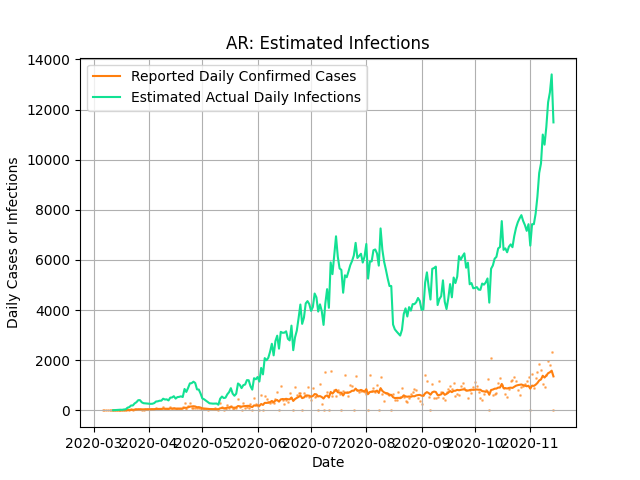 AR: Estimated Infections
Reported Daily Confirmed Cases
Estimated Actual Daily Infections
Daily Cases or Infections
14000
12000
10000
8000
6000
4000
2000
0
2020-03 2020-04 2020-05 2020-06 2020-07 2020-08 2020-09 2020-10 2020-11
Date